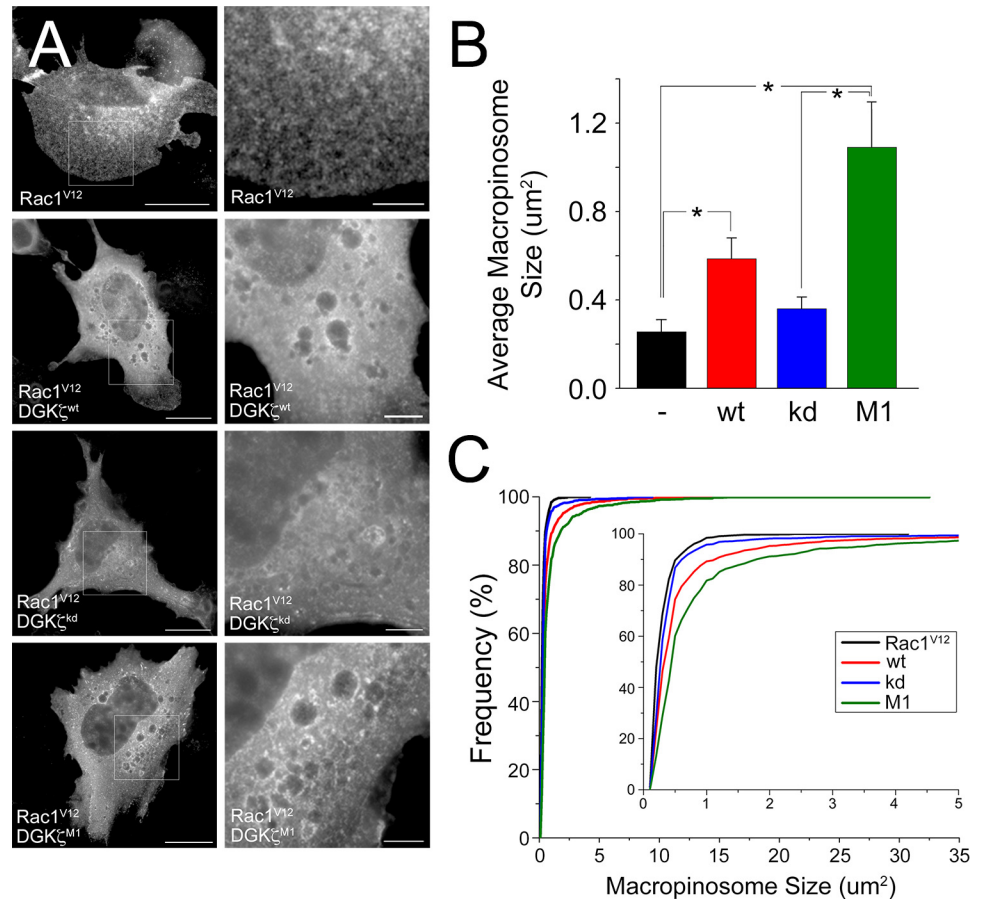 A
Rac1V12
Rac1V12
Rac1V12
DGKζwt
Rac1V12
DGKζwt
Rac1V12
DGKζkd
Rac1V12
DGKζkd
Rac1V12
DGKζM1
Rac1V12
DGKζM1
B
Average Macropinosome
Size (um2)
1.2
0.8
0.4
0.0
*
*
*
- wt kd M1
C
Frequency (%)
100
80
60
40
20
0
0 5 10 15 20 25 30 35
Macropinosome Size (um2)
100
80
60
40
20
0
0 1 2 3 4 5
Rac1V12
wt
kd
M1